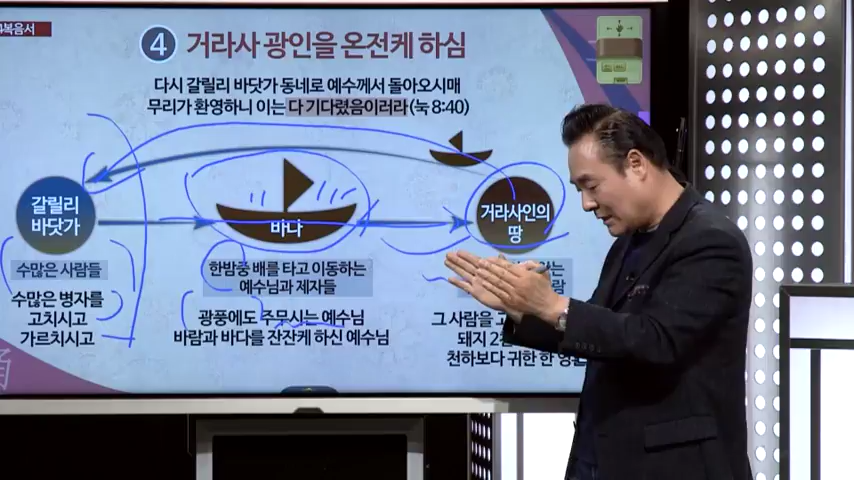 4복음서
4 거라사 광인을 온전케 하심
다시 갈릴리 바닷가 동네로 예수께서 돌아오시매
무리가 환영하니 이는 다 기다렸음이러라 (눅 8:40)
갈릴리
바닷가
바다
거라사인의
땅
수많은 사람들
수많은 병자를
고치시고
가르치시고
한밤중 배를 타고 이동하는
예수님과 제자들
광풍에도 주무시는 예수님
바람과 바다를 잔잔케 하신 예수님
그 사람을
돼지
천하보다 귀한 한